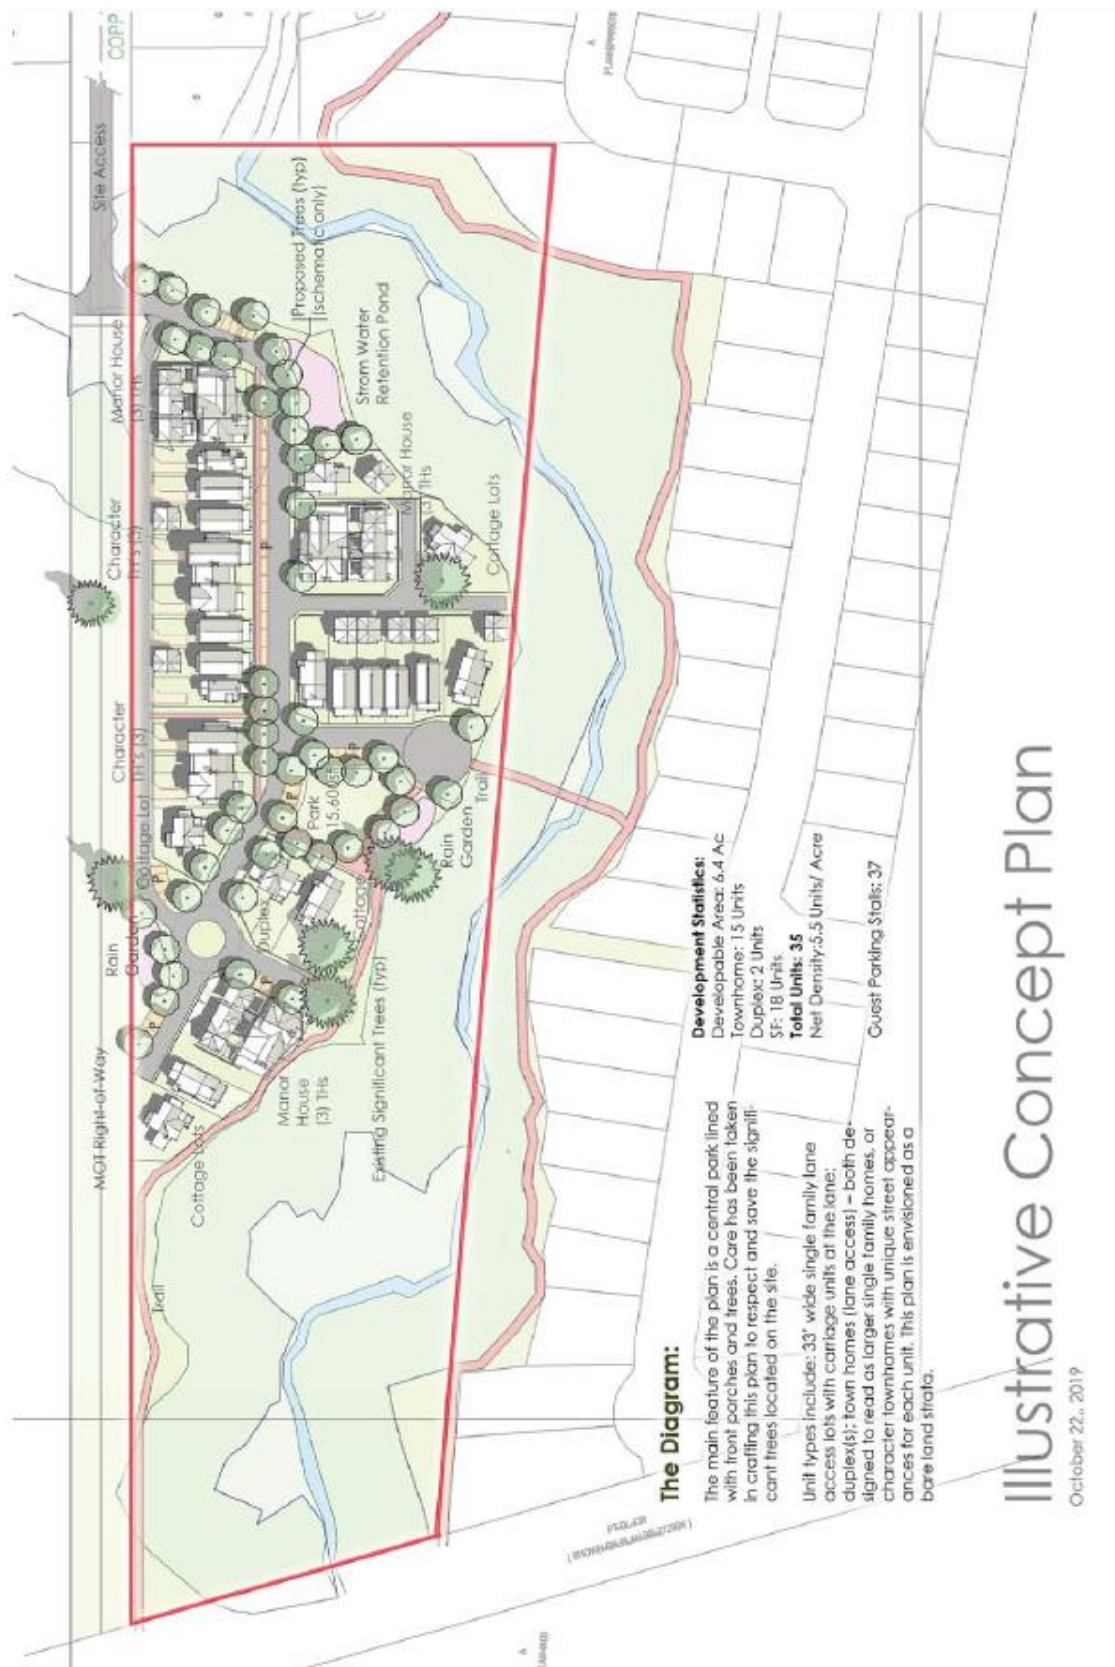 COPP
Site Access
Manor House
(3) THs
Proposed Trees (typ)
(schematic only)
Strom Water
Retention Pond
Manor House
(3) THs
Cottage Lots
Character
TH's (3)
Character
TH's (3)
Cottage Lot
Park
15,600sf
Trail
Rain
Garden
Rain
Garden
Duplex
Cottage
MOT Right-of-Way
Manor
House
(3) THs
Existing Significant Trees (typ)
Cottage Lots
Trail
The Diagram:
The main feature of the plan is a central park lined
with front porches and trees. Care has been taken
in crafting this plan to respect and save the signifi-
cant trees located on the site.
Unit types include: 33' wide single family lane
access lots with carriage units at the lane;
duplex(s); town homes (lane access) – both de-
signed to read as larger single family homes, or
character townhomes with unique street appear-
ances for each unit. This plan is envisioned as a
bare land strata.
Development Statistics:
Developable Area: 6.4 Ac
Townhome: 15 Units
Duplex: 2 Units
SF: 18 Units
Total Units: 35
Net Density:5.5 Units/ Acre
Guest Parking Stalls: 37
Illustrative Concept Plan
October 22,, 2019